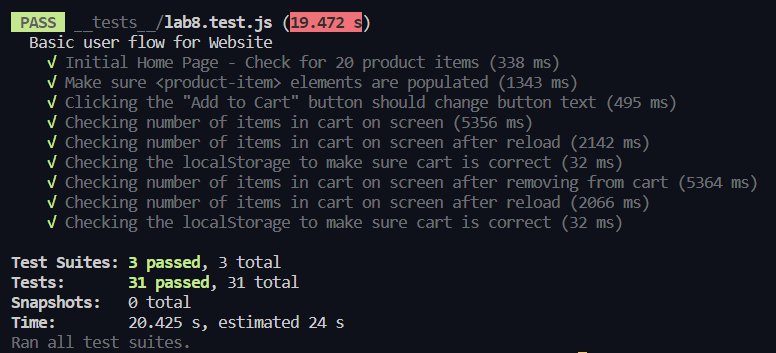 PASS __tests__/lab8.test.js (19.472 s)
Basic user flow for Website
√ Initial Home Page - Check for 20 product items (338 ms)
√ Make sure <product-item> elements are populated (1343 ms)
√ Clicking the "Add to Cart" button should change button text (495 ms)
√ Checking number of items in cart on screen (5356 ms)
√ Checking number of items in cart on screen after reload (2142 ms)
√ Checking the localStorage to make sure cart is correct (32 ms)
√ Checking number of items in cart on screen after removing from cart (5364 ms)
√ Checking number of items in cart on screen after reload (2066 ms)
√ Checking the localStorage to make sure cart is correct (32 ms)
Test Suites: 3 passed, 3 total
Tests: 31 passed, 31 total
Snapshots: 0 total
Time: 20.425 s, estimated 24 s
Ran all test suites.